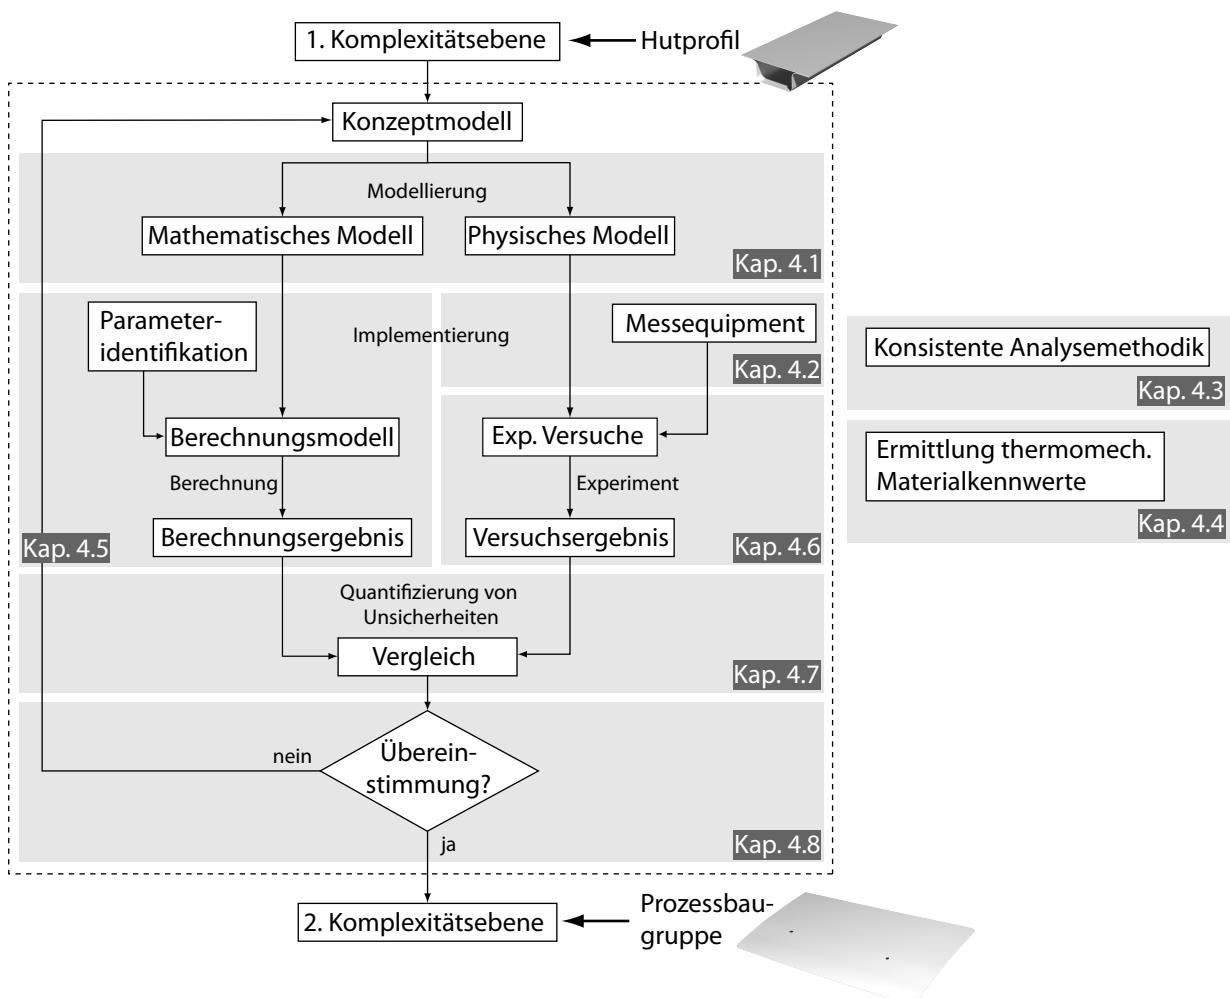 1. Komplexitätsebene
Hutprofil
Konzeptmodell
Modellierung
Mathematisches Modell
Physisches Modell
Kap. 4.1
Parameter-
identifikation
Implementierung
Messequipment
Kap. 4.2
Konsistente Analysemethodik
Kap. 4.3
Berechnungsmodell
Exp. Versuche
Ermittlung thermomech.
Materialkennwerte
Kap. 4.4
Berechnung
Experiment
Berechnungsergebnis
Versuchsergebnis
Kap. 4.5
Kap. 4.6
Quantifizierung von
Unsicherheiten
Vergleich
Kap. 4.7
nein
Überein-
stimmung?
ja
Kap. 4.8
2. Komplexitätsebene
Prozessbau-
gruppe